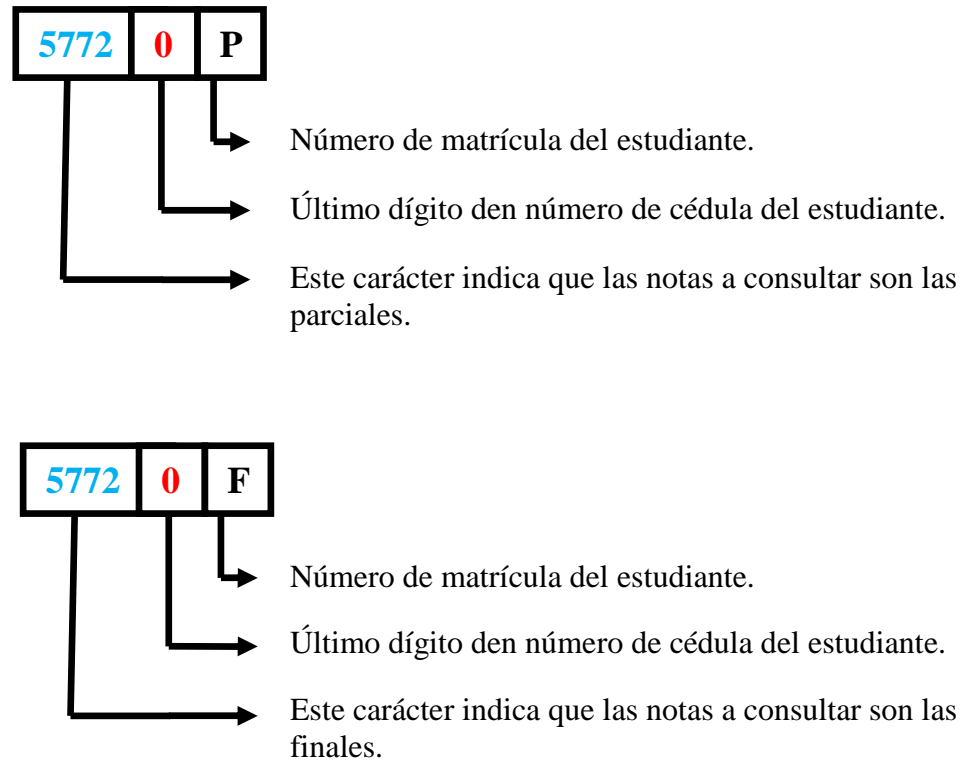 5772 0 P
Número de matrícula del estudiante.
Último dígito den número de cédula del estudiante.
Este carácter indica que las notas a consultar son las
parciales.
5772 0 F
Número de matrícula del estudiante.
Último dígito den número de cédula del estudiante.
Este carácter indica que las notas a consultar son las
finales.